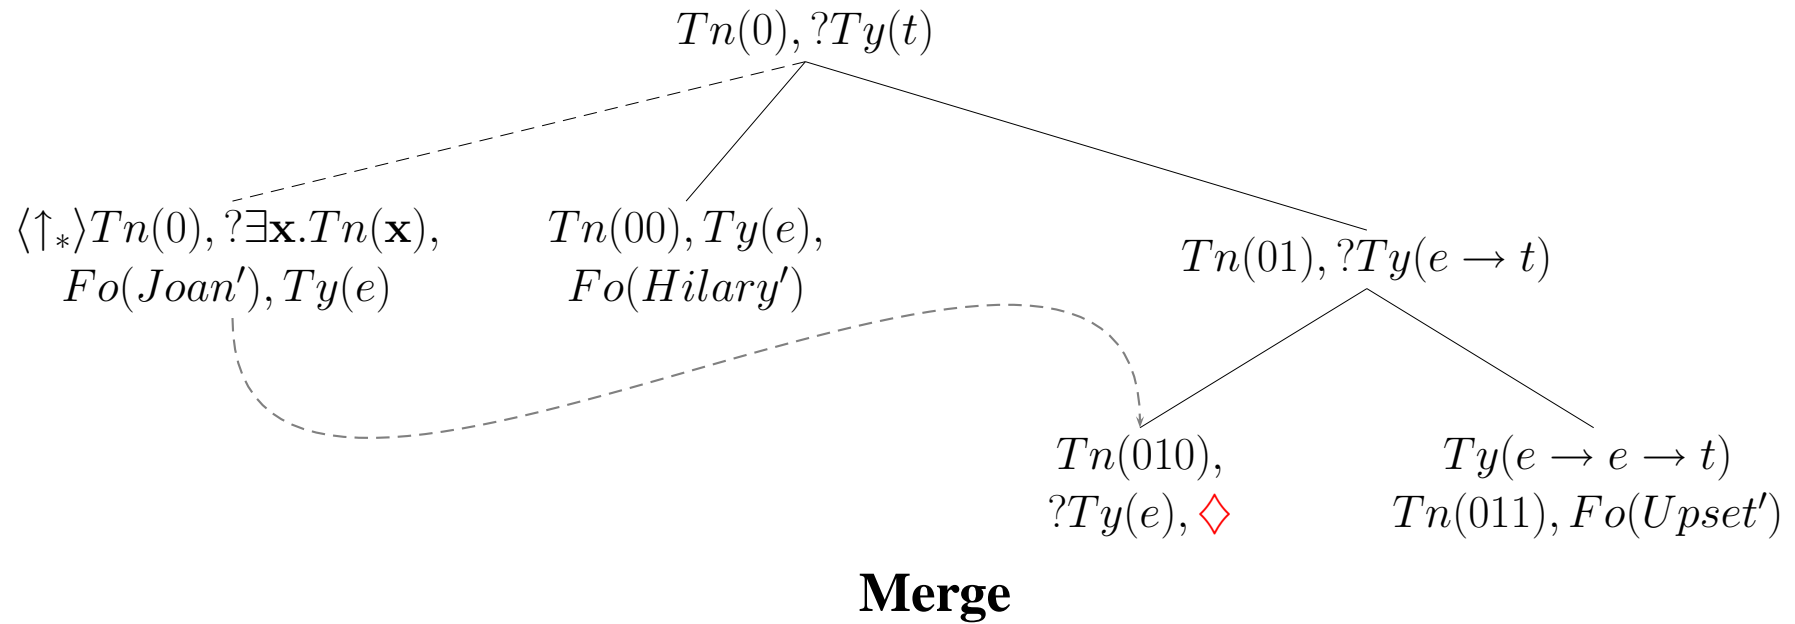 Tn(0), ?Ty(t)
⟨↑∗⟩Tn(0), ?∃x.Tn(x),
Fo(Joan′), Ty(e)
Tn(00), Ty(e),
Fo(Hilary′)
Tn(01), ?Ty(e → t)
Tn(010),
?Ty(e), ♢
Ty(e → e → t)
Tn(011), Fo(Upset′)
Merge